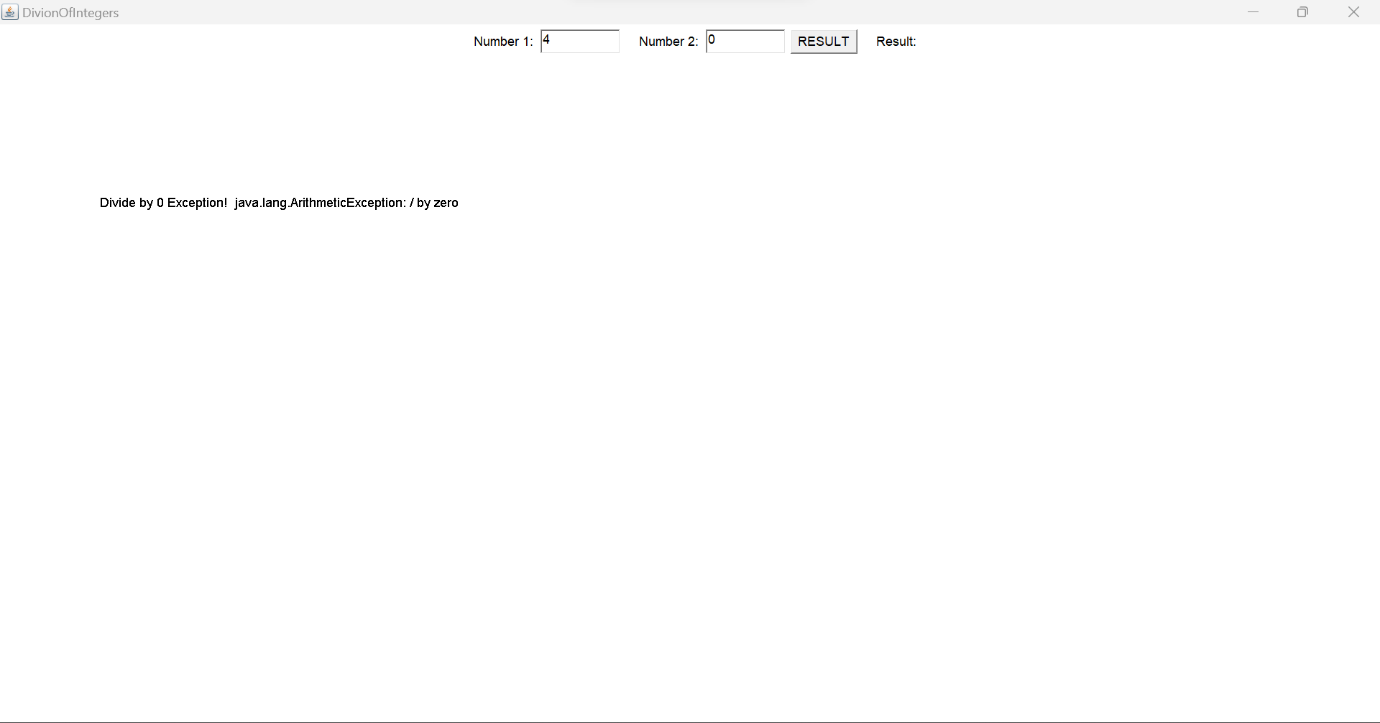 DivionOfIntegers
Number 1: 4 Number 2: 0 RESULT Result:
Divide by 0 Exception! java.lang.ArithmeticException: / by zero